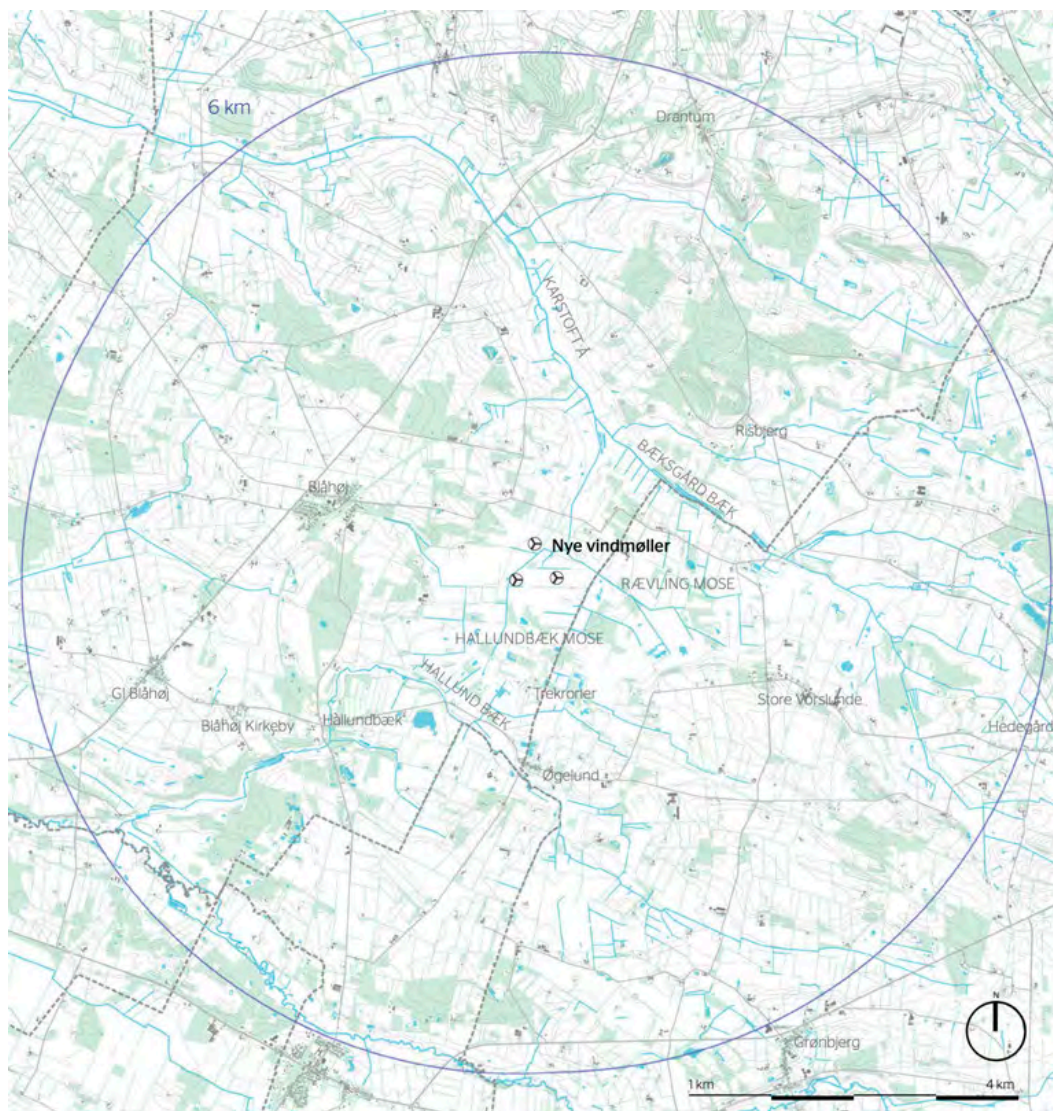 6 km
Drantum
KARSTOFT Å
Risbjerg
BÆKSGÅRD BÆK
Blåhøj
Nye vindmøller
RÆVLING MOSE
HALLUNDBÆK MOSE
HALLUND BÆK
Gl Blåhøj
Trekroner
Store Vorslunde
Blåhøj Kirkeby
Hallundbæk
Hedegård
Øgelund
N
Grønbjerg
1 km
4 km